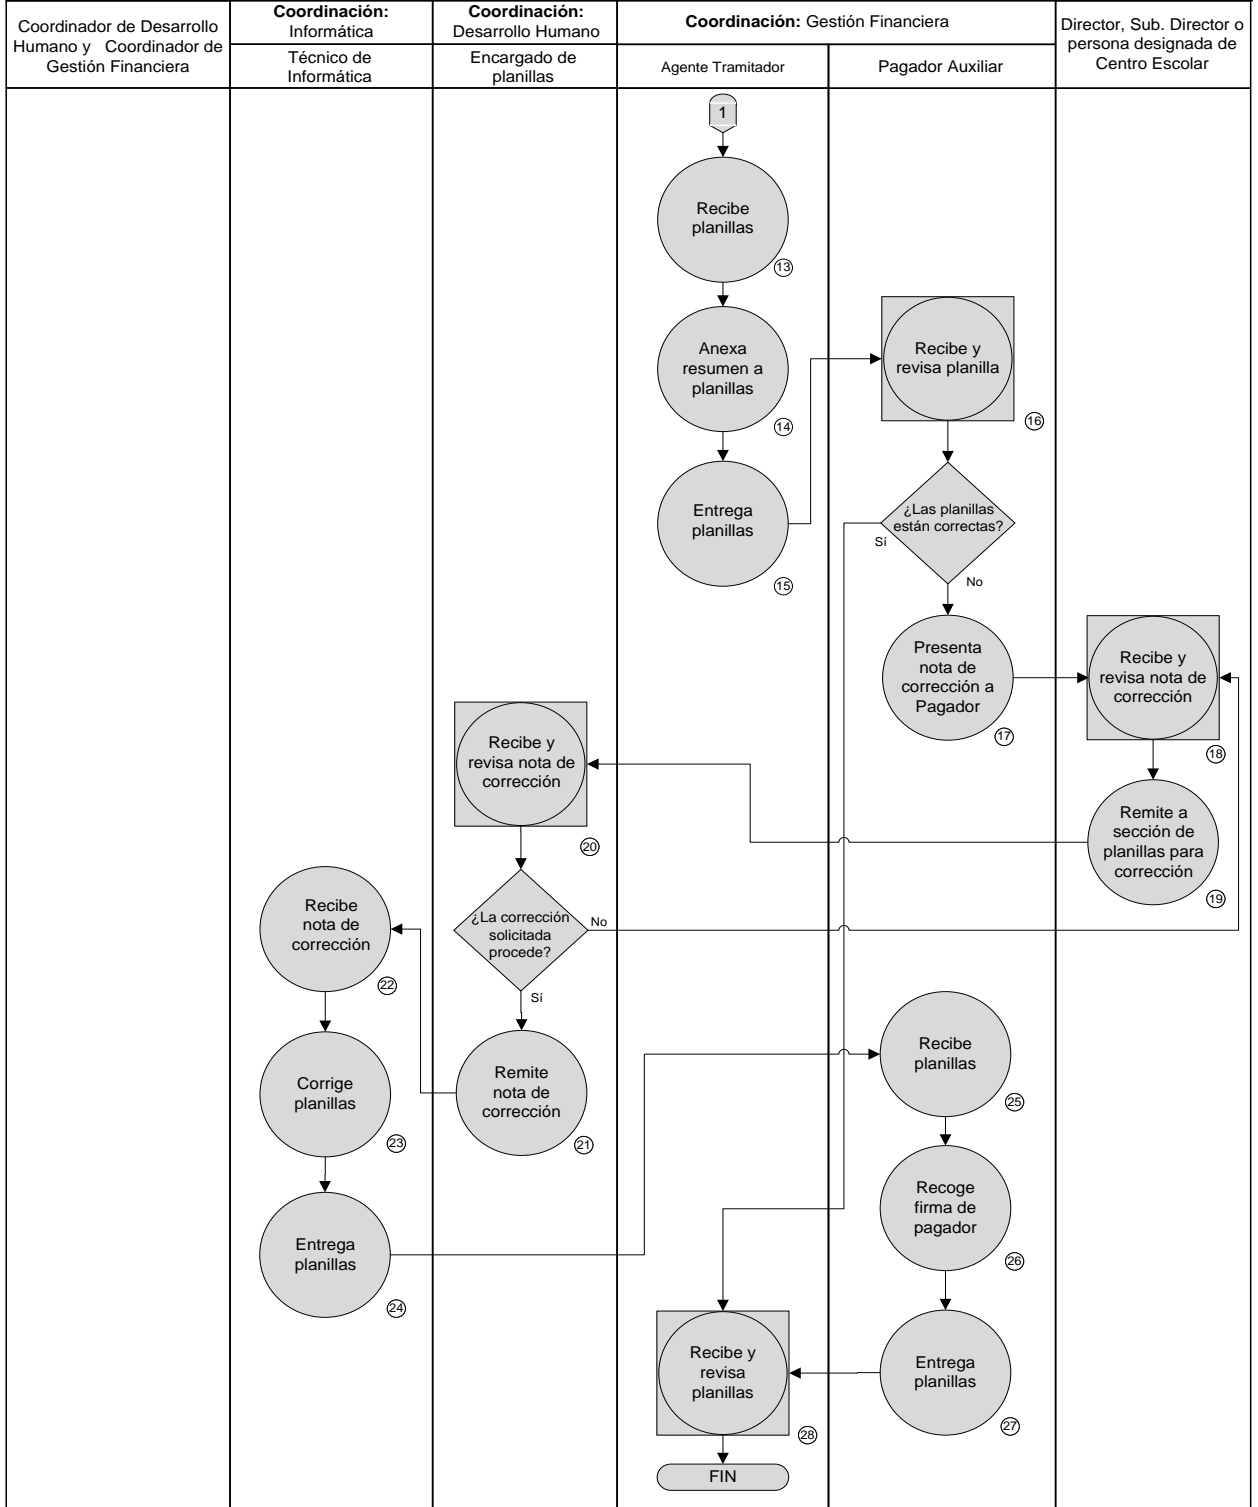 Coordinador de Desarrollo
Humano y Coordinador de
Gestión Financiera
Coordinación:
Informática
Técnico de
Informática
Coordinación:
Desarrollo Humano
Encargado de
planillas
Coordinación: Gestión Financiera
Agente Tramitador
Pagador Auxiliar
Director, Sub. Director o
persona designada de
Centro Escolar
1
Recibe
planillas
13
Anexa
resumen a
planillas
14
Entrega
planillas
15
Recibe y
revisa planilla
16
¿Las planillas
están correctas?
Sí
No
Presenta
nota de
corrección a
Pagador
17
Recibe y
revisa nota de
corrección
18
Remite a
sección de
planillas para
corrección
19
Recibe y
revisa nota de
corrección
20
¿La corrección
solicitada
procede?
No
Sí
Remite
nota de
corrección
21
Recibe
nota de
corrección
22
Corrige
planillas
23
Entrega
planillas
24
Recibe
planillas
25
Recoge
firma de
pagador
26
Entrega
planillas
27
Recibe y
revisa
planillas
28
FIN